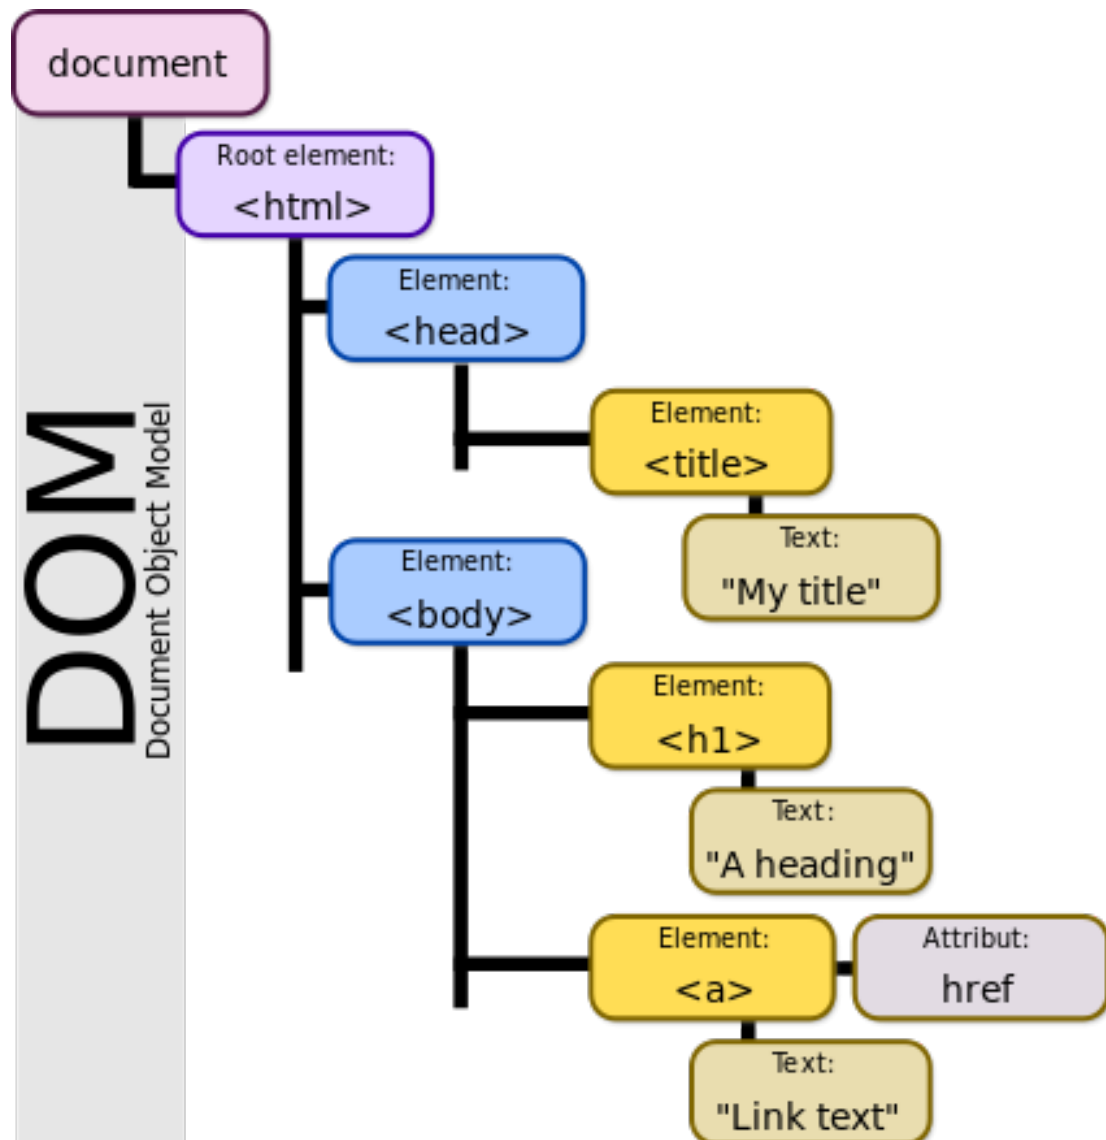 document
Root element:
<html>
Element:
<head>
Element:
<title>
Text:
"My title"
Element:
<body>
Element:
<h1>
Text:
"A heading"
Element:
<a>
Attribut:
href
Text:
"Link text"
DOM
Document Object Model